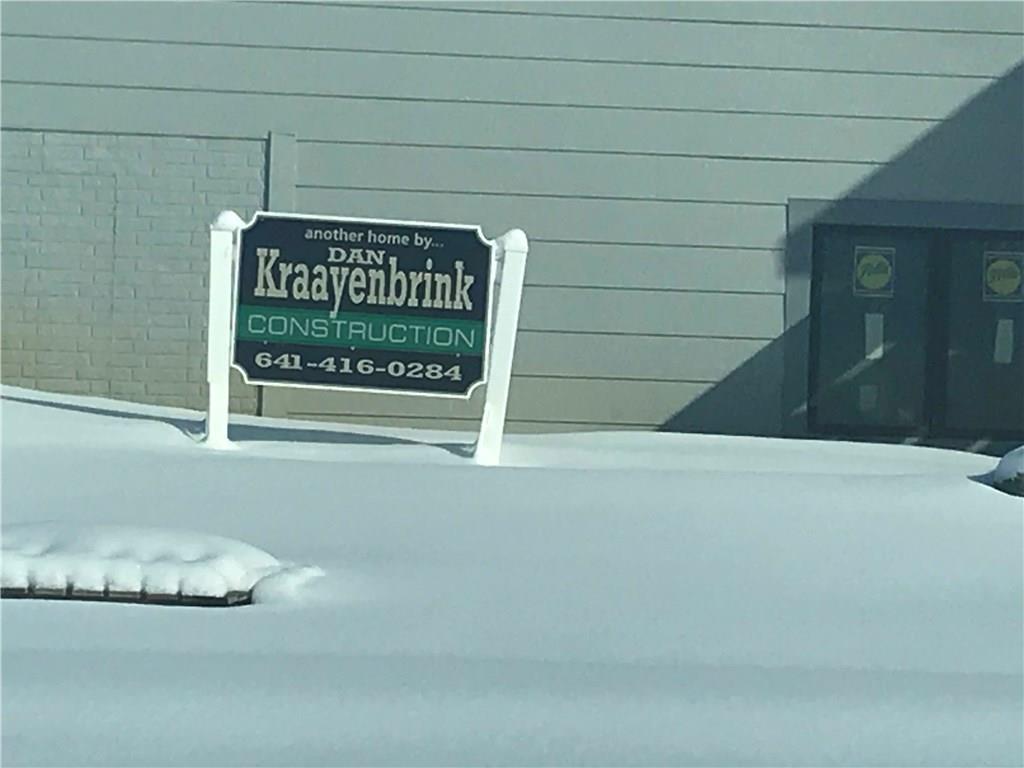 another home by...
DAN
Kraayenbrink
CONSTRUCTION
641-416-0284